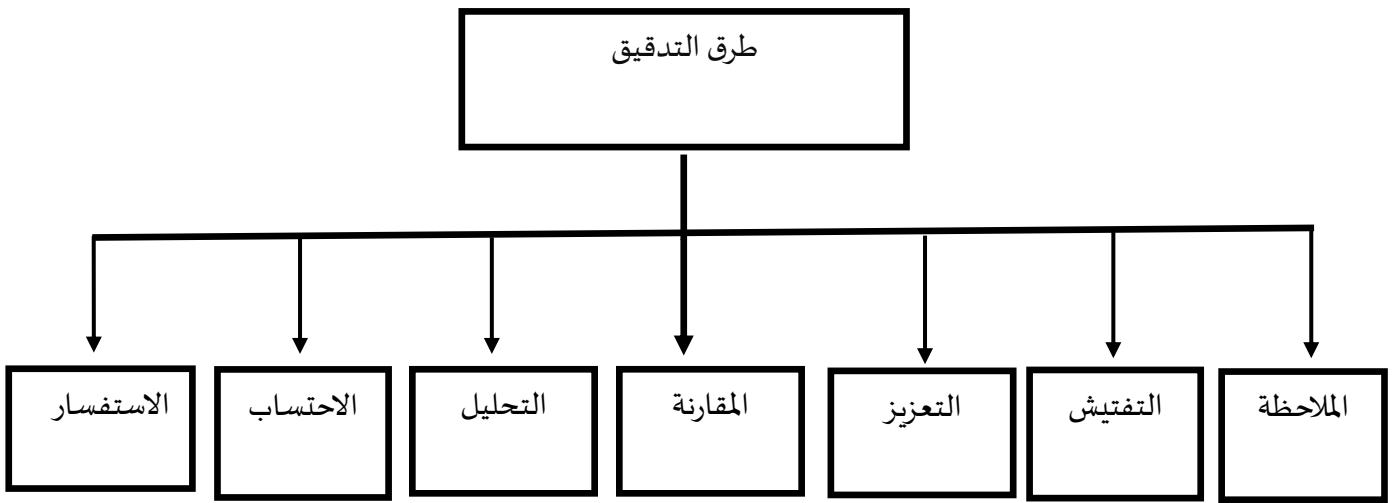 طرق التدقيق
الملاحظة
التفتيش
التعزيز
المقارنة
التحليل
الاحتساب
الاستفسار